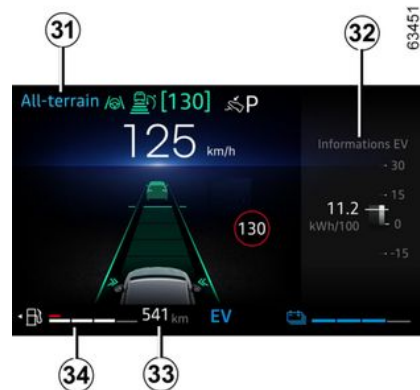 31
32
63451
All-terrain [130] P
125 km/h
Informations EV
30
15
11.2
kWh/100
0
-15
130
541 km
EV
34
33